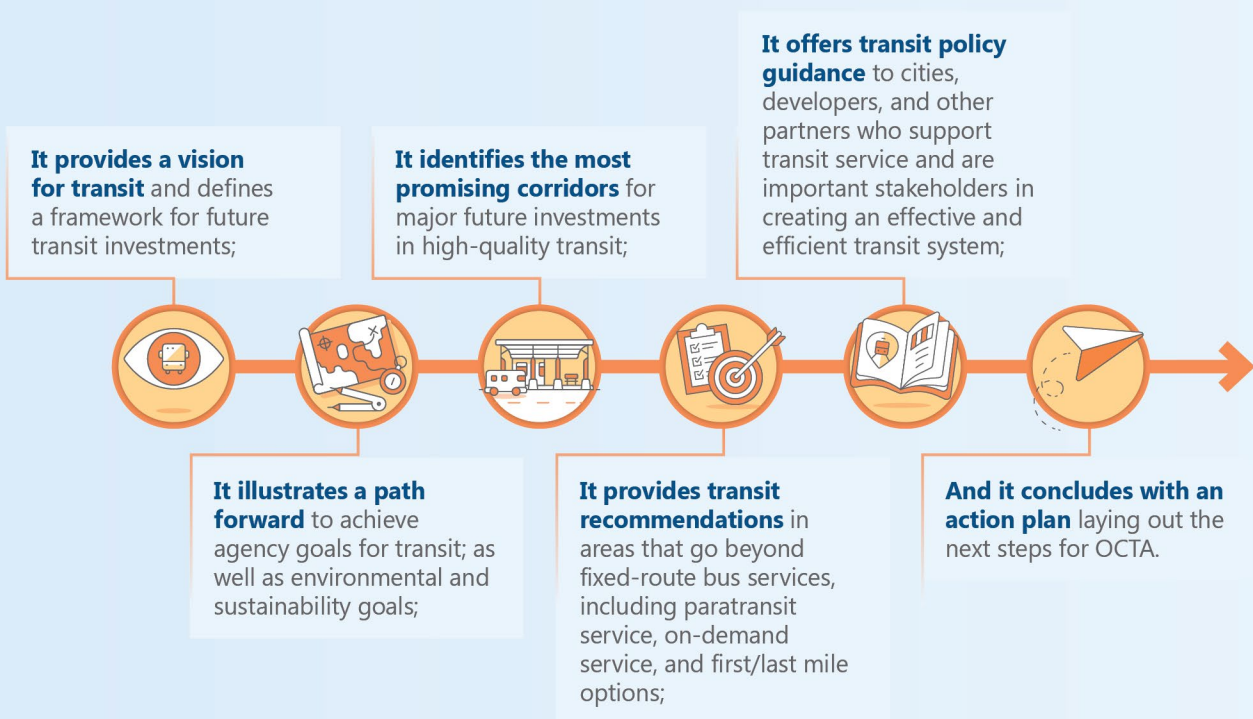 It provides a vision
for transit and defines
a framework for future
transit investments;
It illustrates a path
forward to achieve
agency goals for transit; as
well as environmental and
sustainability goals;
It identifies the most
promising corridors for
major future investments
in high-quality transit;
It provides transit
recommendations in
areas that go beyond
fixed-route bus services,
including paratransit
service, on-demand
service, and first/last mile
options;
It offers transit policy
guidance to cities,
developers, and other
partners who support
transit service and are
important stakeholders in
creating an effective and
efficient transit system;
And it concludes with an
action plan laying out the
next steps for OCTA.